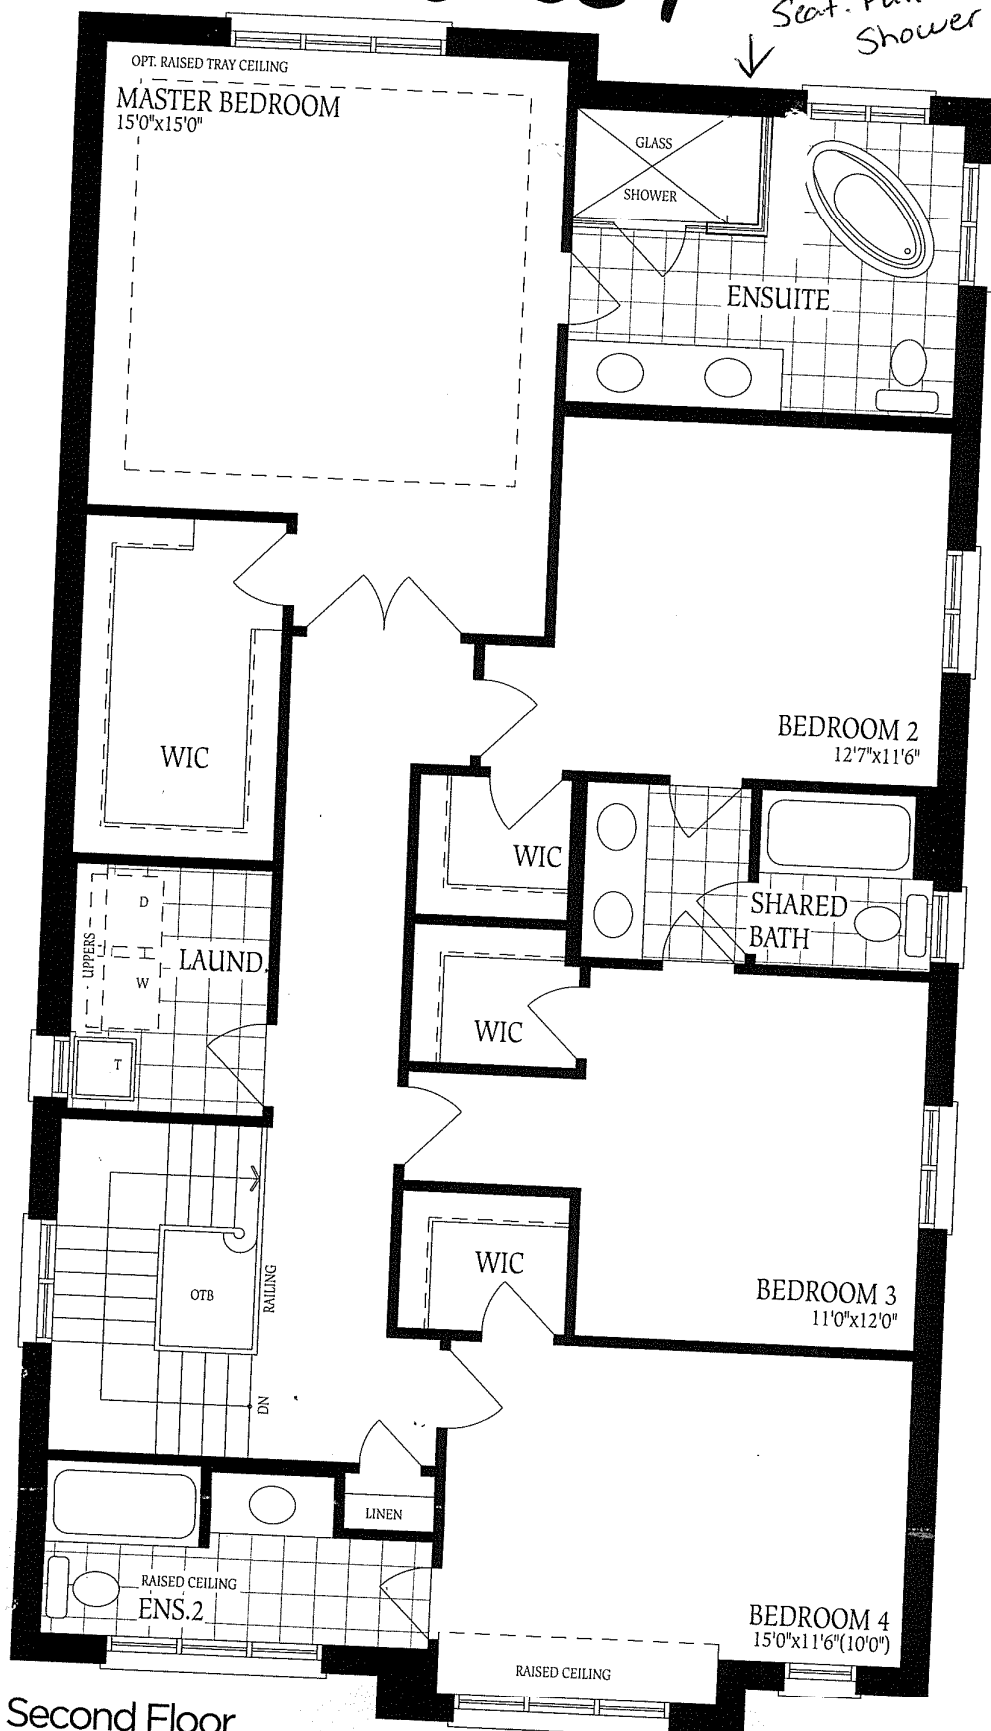 Seat.
Shower
OPT. RAISED TRAY CEILING
MASTER BEDROOM
15'0"x15'0"
GLASS
SHOWER
ENSUITE
BEDROOM 2
12'7"x11'6"
WIC
WIC
SHARED
BATH
D
UPPERS
LAUND.
W
WIC
T
WIC
OTB
RAILING
BEDROOM 3
11'0"x12'0"
DN
LINEN
RAISED CEILING
ENS.2
BEDROOM 4
15'0"x11'6"(10'0")
RAISED CEILING
Second Floor